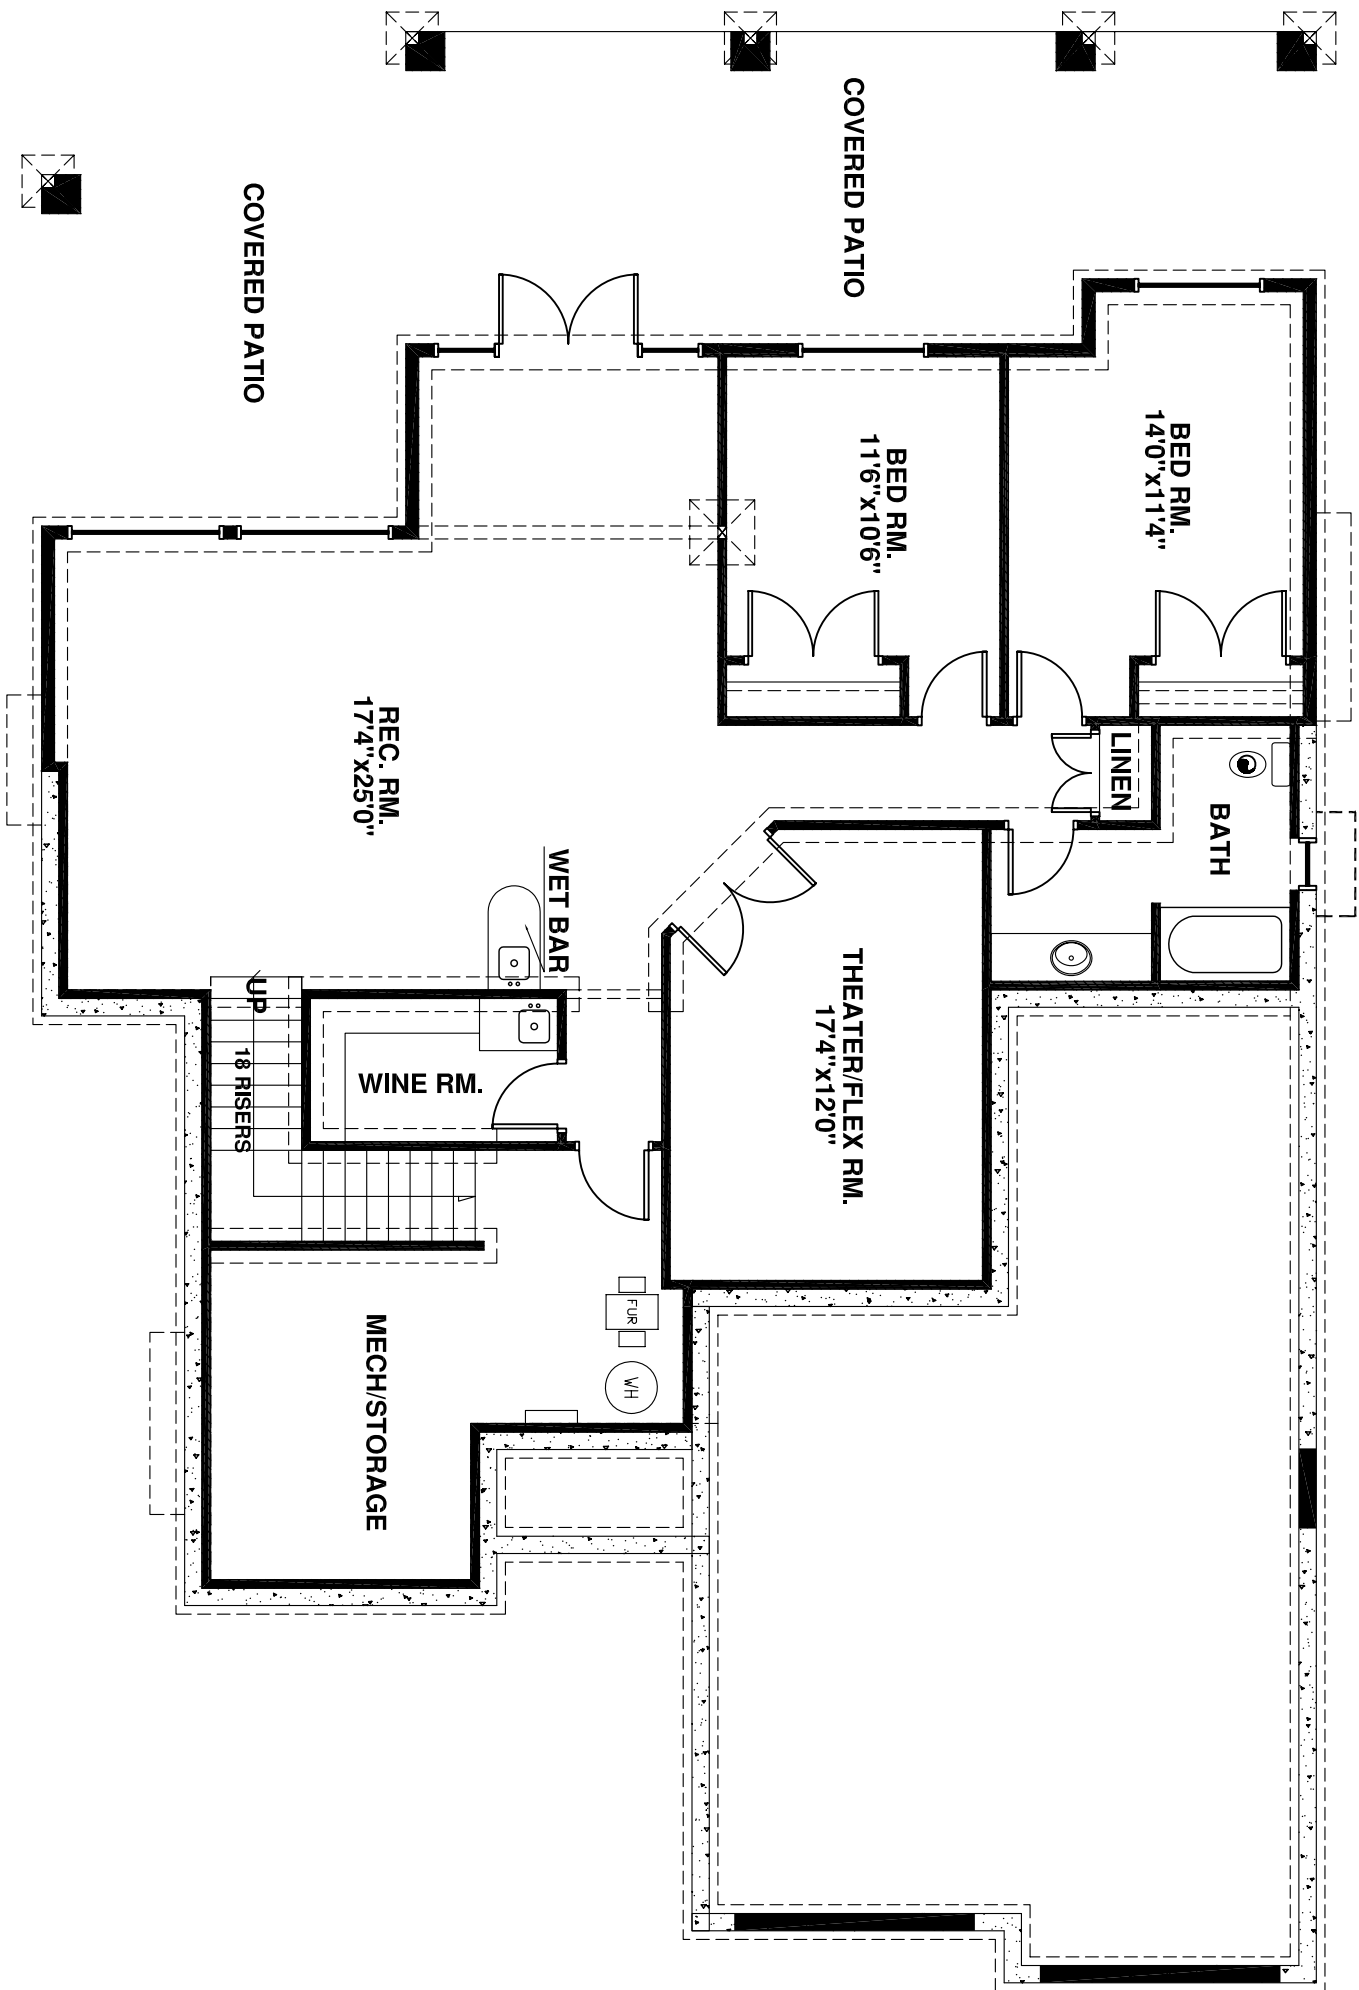 COVERED PATIO
COVERED PATIO
BED RM.
14'0"x11'4"
BED RM.
11'6"x10'6"
REC. RM.
17'4"x25'0"
LINEN
BATH
WET BAR
THEATER/FLEX RM.
17'4"x12'0"
UP
18 RISERS
WINE RM.
MECH/STORAGE
FUR
WH